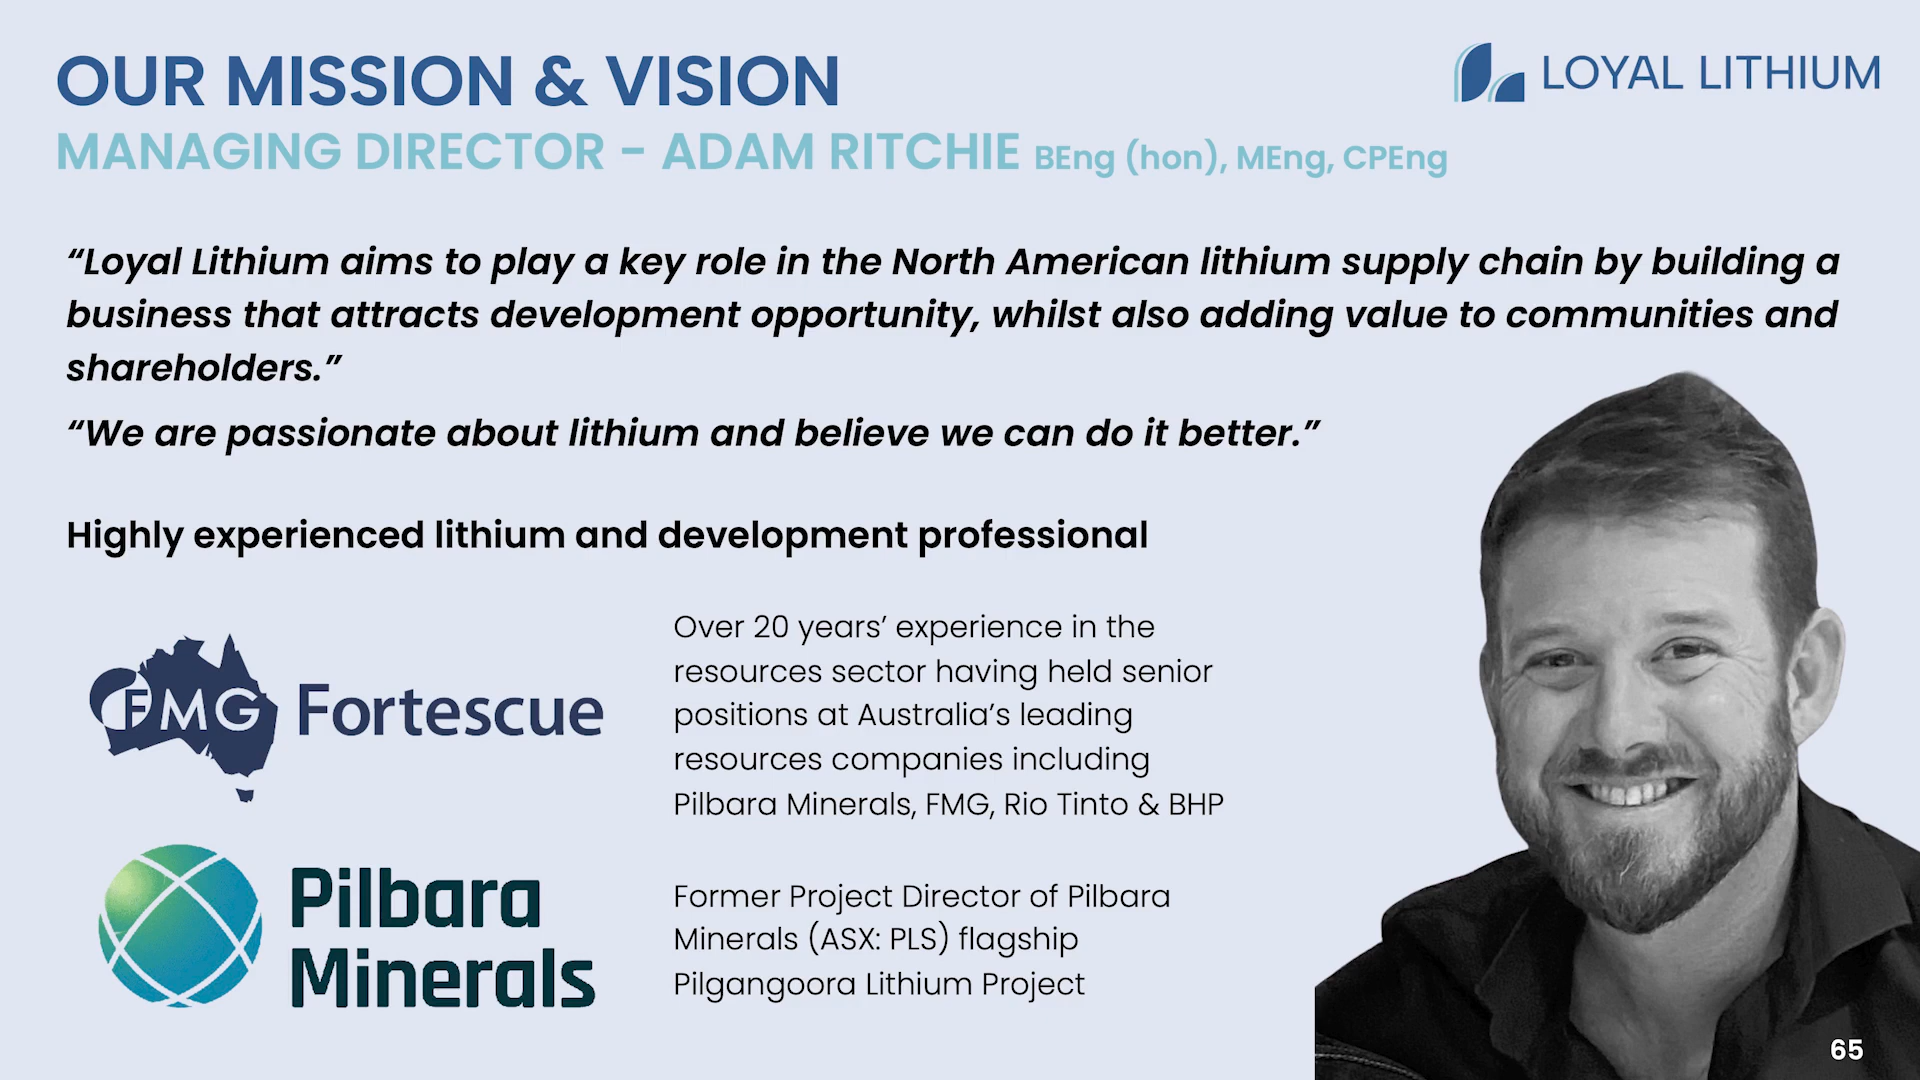 OUR MISSION & VISION
LOYAL LITHIUM
MANAGING DIRECTOR - ADAM RITCHIE BEng (hon), MEng, CPEng
“Loyal Lithium aims to play a key role in the North American lithium supply chain by building a
business that attracts development opportunity, whilst also adding value to communities and
shareholders.”
“We are passionate about lithium and believe we can do it better.”
Highly experienced lithium and development professional
FMG Fortescue
Over 20 years’ experience in the
resources sector having held senior
positions at Australia’s leading
resources companies including
Pilbara Minerals, FMG, Rio Tinto & BHP
Pilbara
Minerals
Former Project Director of Pilbara
Minerals (ASX: PLS) flagship
Pilgangoora Lithium Project
65